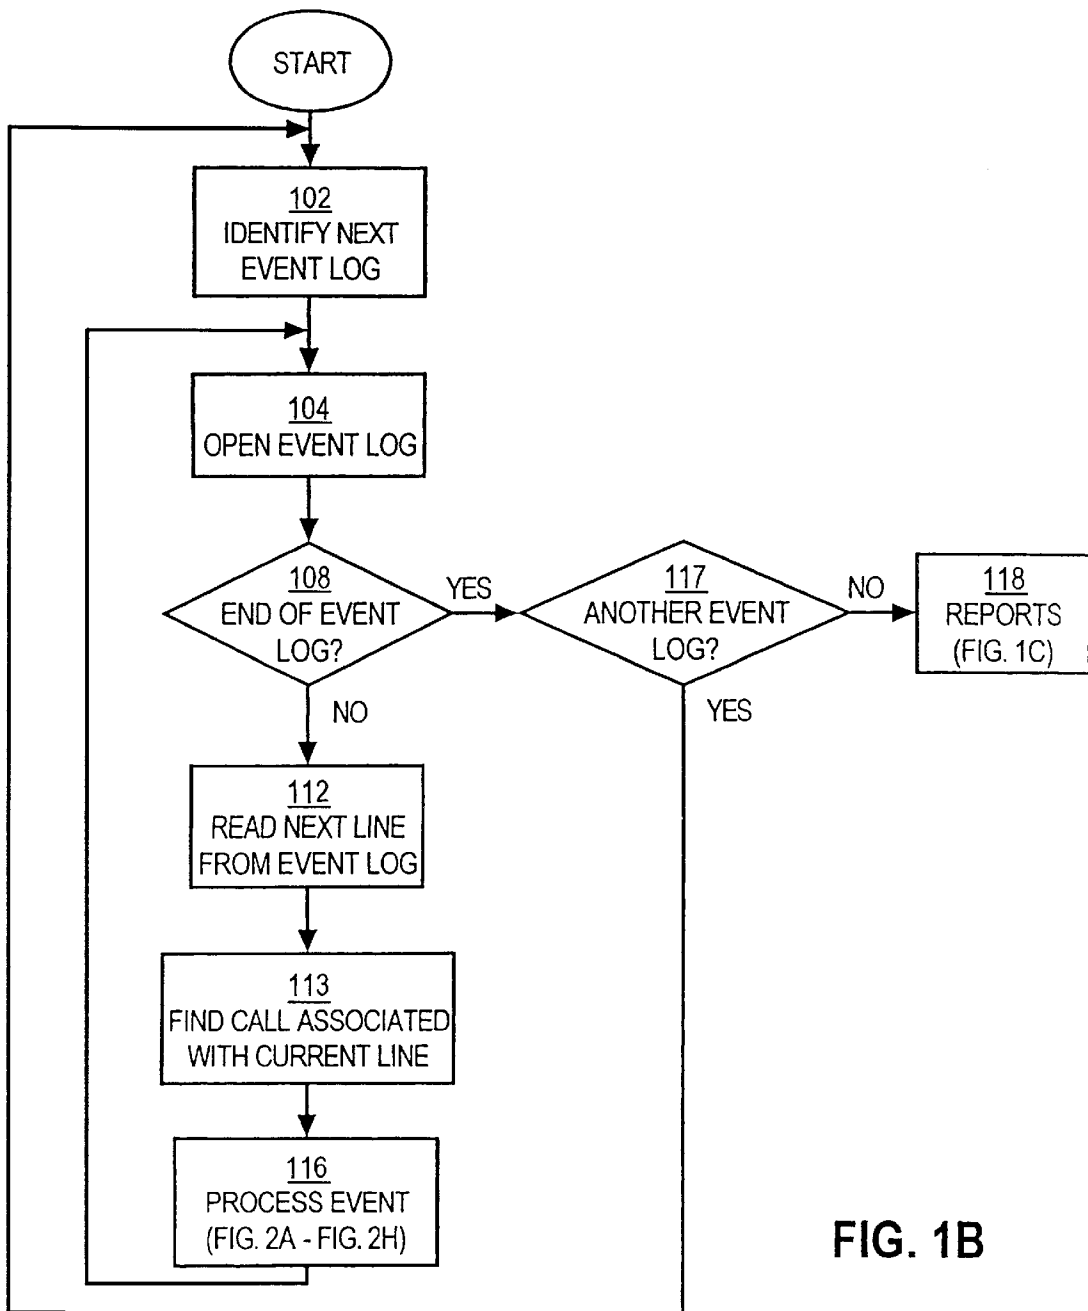 START
102
IDENTIFY NEXT
EVENT LOG
104
OPEN EVENT LOG
108
END OF EVENT
LOG?
YES
117
ANOTHER EVENT
LOG?
NO
118
REPORTS
(FIG. 1C)
NO
YES
112
READ NEXT LINE
FROM EVENT LOG
113
FIND CALL ASSOCIATED
WITH CURRENT LINE
116
PROCESS EVENT
(FIG. 2A - FIG. 2H)
FIG. 1B